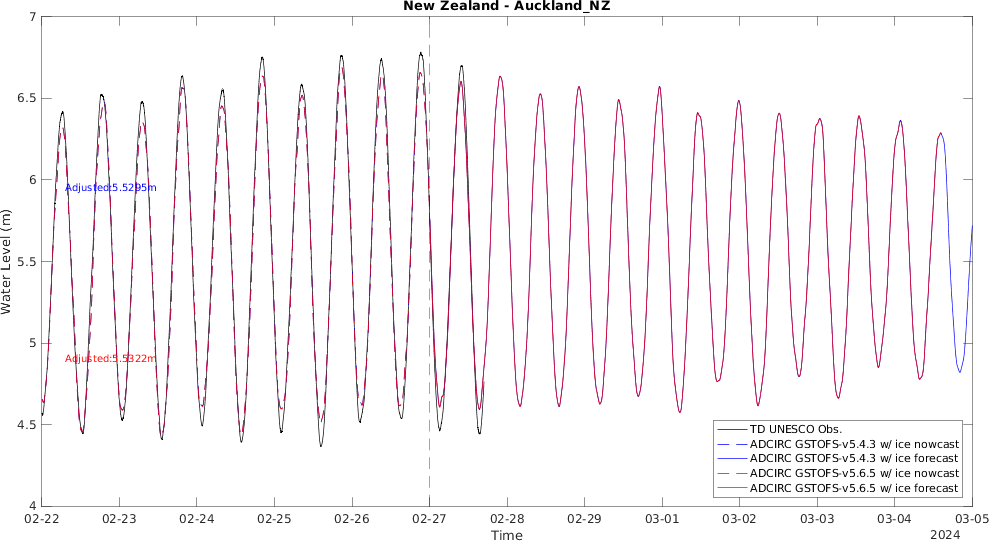 New Zealand - Auckland_NZ
7
6.5
6
5.5
5
4.5
4
Water Level (m)
Adjusted:5.5295m
Adjusted:5.5322m
TD UNESCO Obs.
ADCIRC GSTOFS-v5.4.3 w/ ice nowcast
ADCIRC GSTOFS-v5.4.3 w/ ice forecast
ADCIRC GSTOFS-v5.6.5 w/ ice nowcast
ADCIRC GSTOFS-v5.6.5 w/ ice forecast
02-22 02-23 02-24 02-25 02-26 02-27 02-28 02-29 03-01 03-02 03-03 03-04 03-05
Time
2024